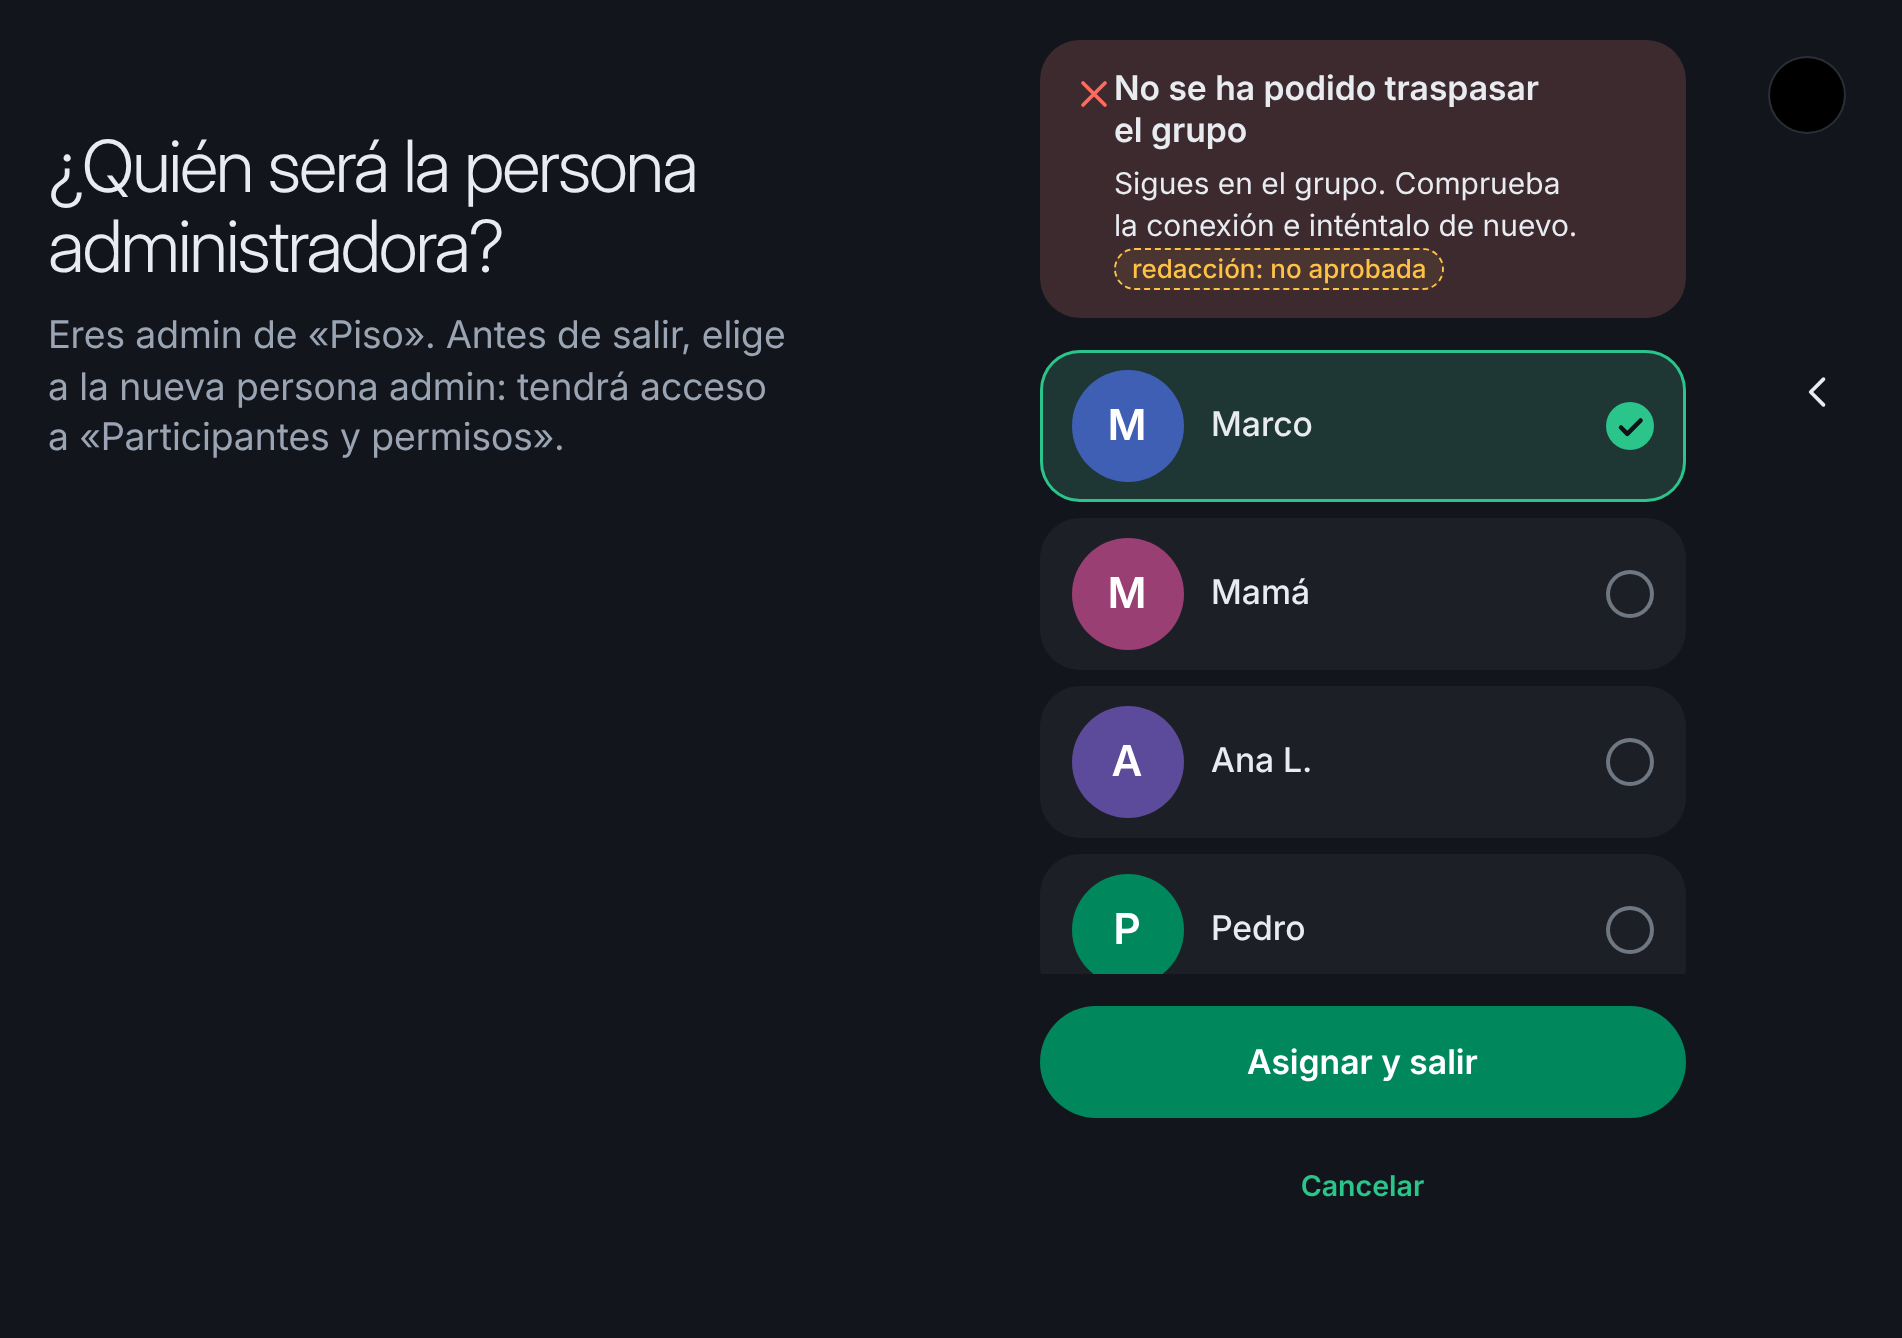 ¿Quién será la persona
administradora?
Eres admin de «Piso». Antes de salir, elige
a la nueva persona admin: tendrá acceso
a «Participantes y permisos».
No se ha podido traspasar
el grupo
Sigues en el grupo. Comprueba
la conexión e inténtalo de nuevo.
redacción: no aprobada
M
Marco
M
Mamá
A
Ana L.
P
Pedro
Asignar y salir
Cancelar